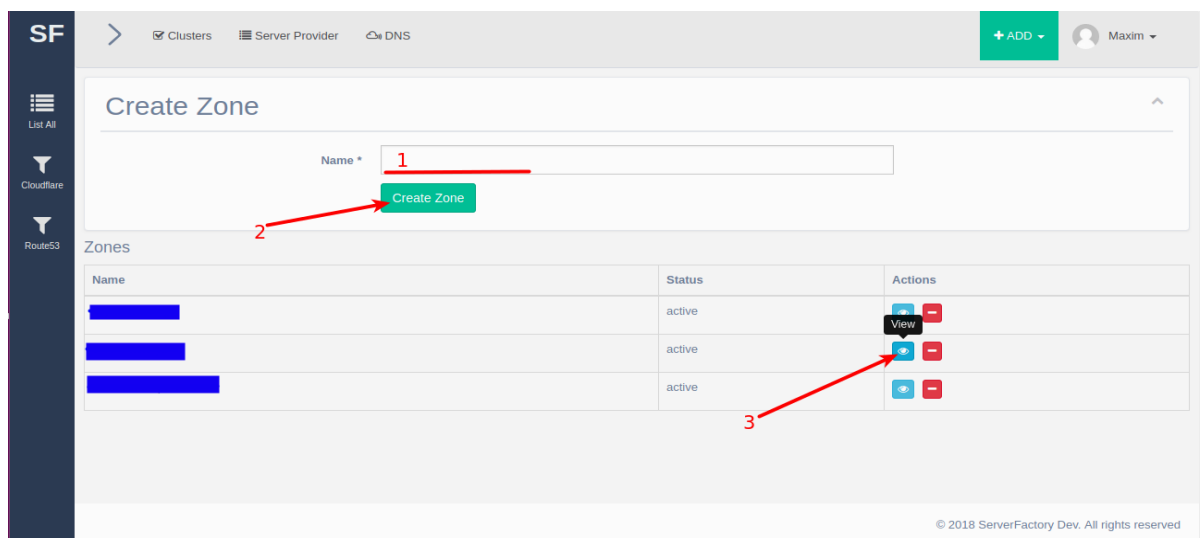 SF
Clusters
Server Provider
DNS
+ ADD
Maxim
List All
Cloudflare
Route53
Create Zone
Name *
1
Create Zone
2
Zones
Name Status Actions
active
View
active
active
3
© 2018 ServerFactory Dev. All rights reserved